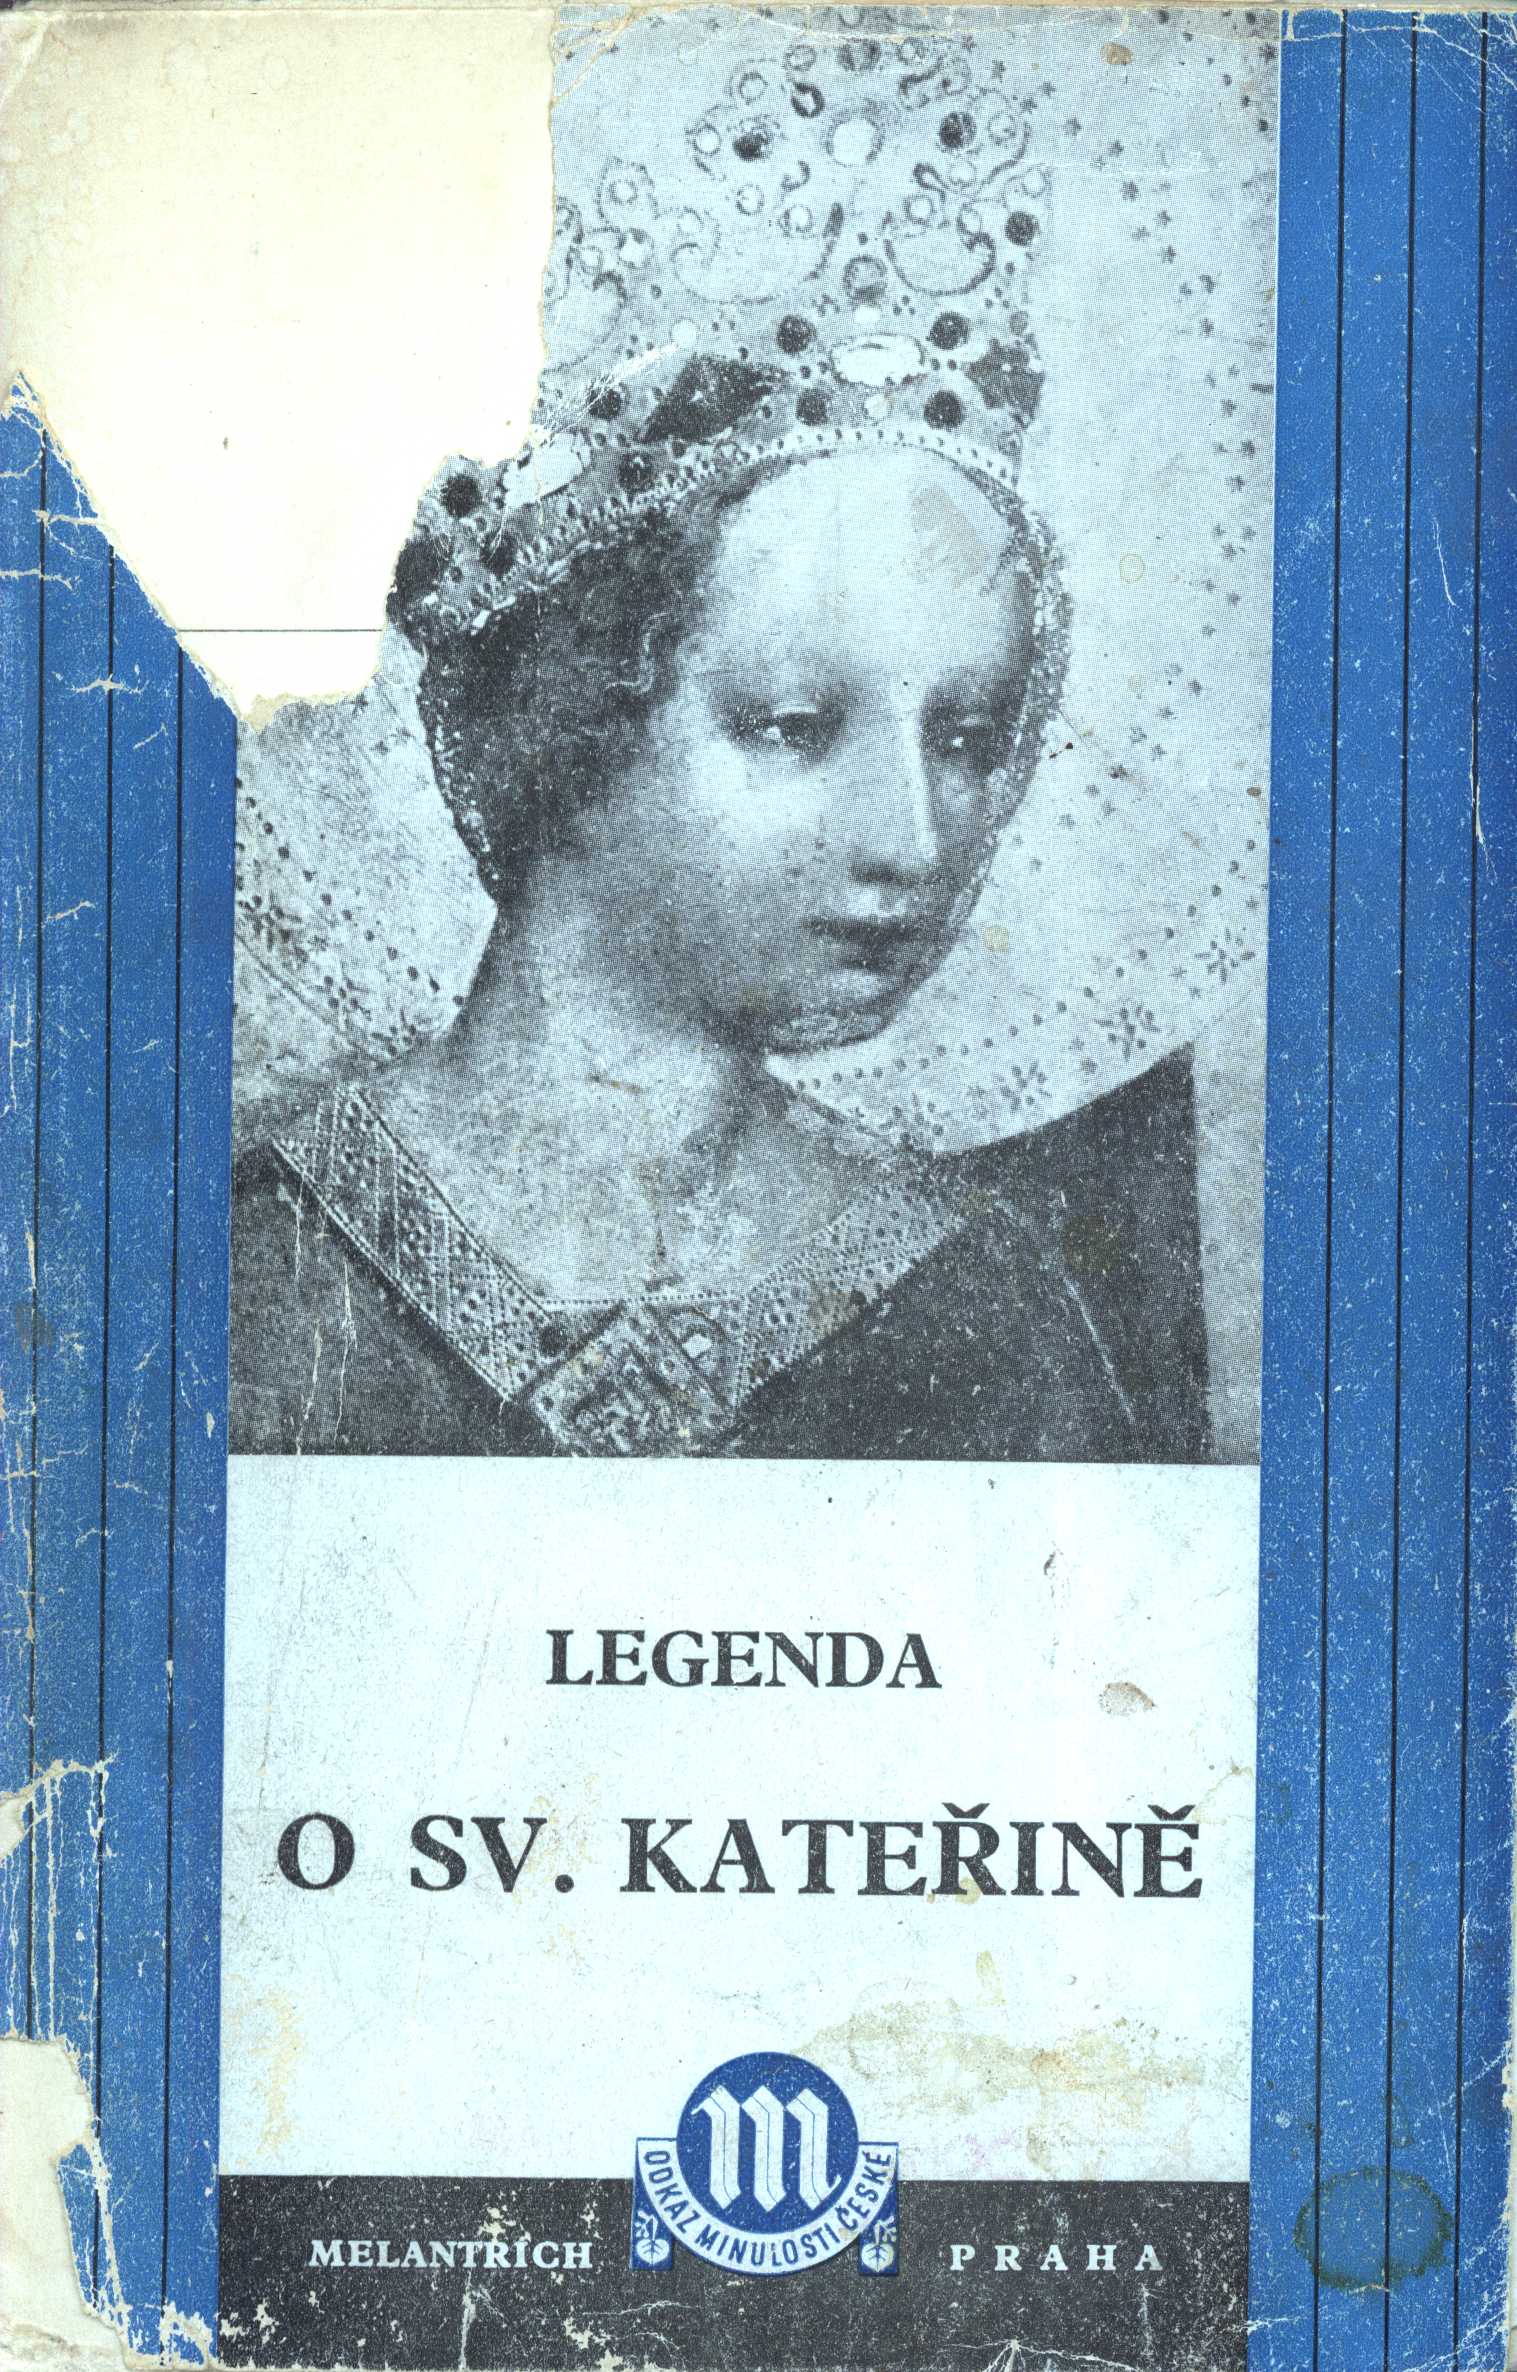 LEGENDA
O SV. KATEŘINĚ
m
ODKAZ MINULOSTI ČESKÉ
MELANTRICH
PRAHA